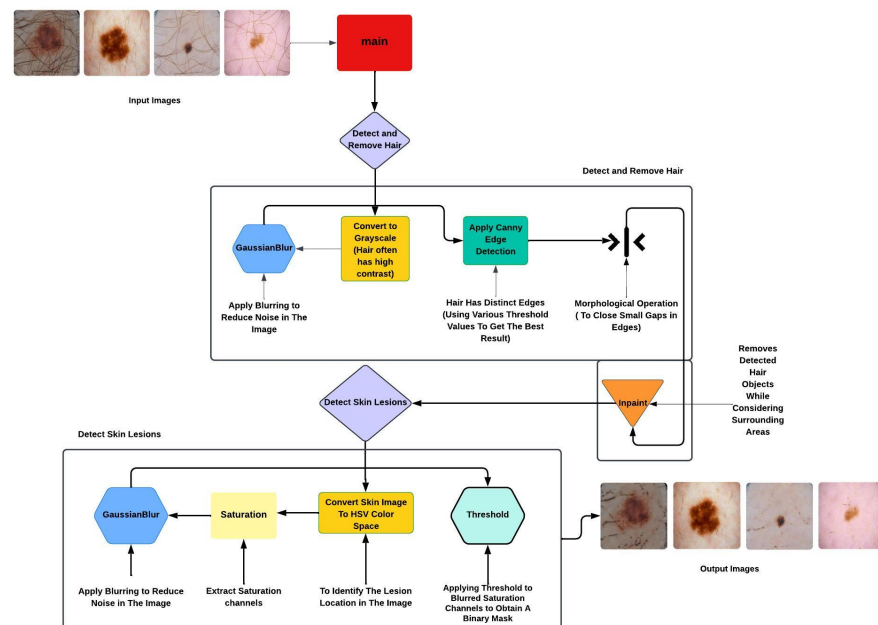 main
Input Images
Detect and
Remove Hair
Detect and Remove Hair
GaussianBlur
Convert to
Grayscale
(Hair often
has high
contrast)
Apply Canny
Edge
Detection
Apply Blurring to
Reduce Noise in The
Image
Hair Has Distinct Edges
(Using Various Threshold
Values To Get The Best
Result)
Morphological Operation
( To Close Small Gaps in
Edges)
Removes
Detected
Hair
Objects
While
Considering
Surrounding
Areas
Inpaint
Detect Skin Lesions
Detect Skin Lesions
GaussianBlur
Saturation
Convert Skin Image
To HSV Color
Space
Threshold
Apply Blurring to Reduce
Noise in The Image
Extract Saturation
channels
To Identify The Lesion
Location in The Image
Applying Threshold to
Blurred Saturation
Channels to Obtain A
Binary Mask
Output Images